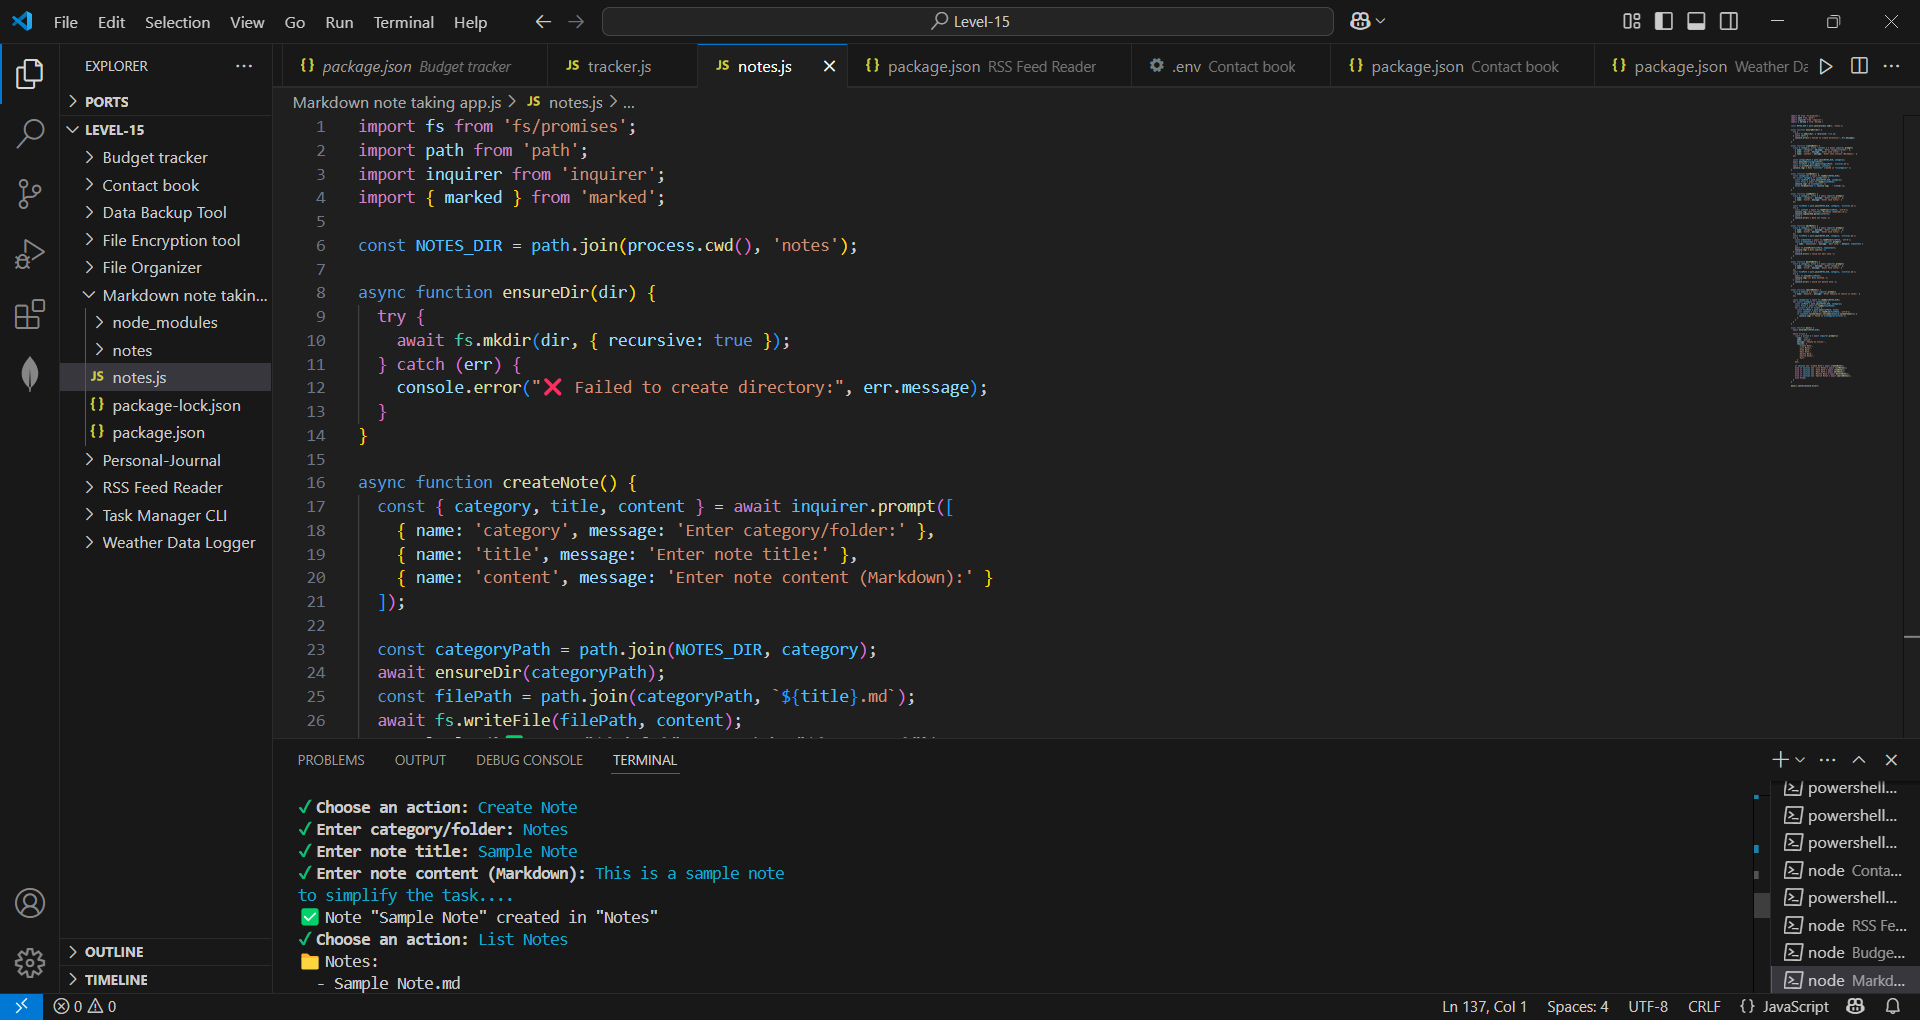 File Edit Selection View Go Run Terminal Help
Level-15
EXPLORER
PORTS
LEVEL-15
Budget tracker
Contact book
Data Backup Tool
File Encryption tool
File Organizer
Markdown note takin...
node_modules
notes
JS notes.js
{} package-lock.json
{} package.json
Personal-Journal
RSS Feed Reader
Task Manager CLI
Weather Data Logger
OUTLINE
TIMELINE
{} package.json Budget tracker
JS tracker.js
JS notes.js
{} package.json RSS Feed Reader
.env Contact book
{} package.json Contact book
{} package.json Weather Da
Markdown note taking app.js > JS notes.js > ...
1 import fs from 'fs/promises';
2 import path from 'path';
3 import inquirer from 'inquirer';
4 import { marked } from 'marked';
5
6 const NOTES_DIR = path.join(process.cwd(), 'notes');
7
8 async function ensureDir(dir) {
9 try {
10 await fs.mkdir(dir, { recursive: true });
11 } catch (err) {
12 console.error("❌ Failed to create directory:", err.message);
13 }
14 }
15
16 async function createNote() {
17 const { category, title, content } = await inquirer.prompt([
18 { name: 'category', message: 'Enter category/folder:' },
19 { name: 'title', message: 'Enter note title:' },
20 { name: 'content', message: 'Enter note content (Markdown):' }
21 ]);
22
23 const categoryPath = path.join(NOTES_DIR, category);
24 await ensureDir(categoryPath);
25 const filePath = path.join(categoryPath, `${title}.md`);
26 await fs.writeFile(filePath, content);
PROBLEMS OUTPUT DEBUG CONSOLE TERMINAL
✔ Choose an action: Create Note
✔ Enter category/folder: Notes
✔ Enter note title: Sample Note
✔ Enter note content (Markdown): This is a sample note
to simplify the task....
✅ Note "Sample Note" created in "Notes"
✔ Choose an action: List Notes
📁 Notes:
- Sample Note.md
powershell...
powershell...
powershell...
node Conta...
powershell...
node RSS Fe...
node Budge...
node Markd...
0 0
Ln 137, Col 1 Spaces: 4 UTF-8 CRLF {} JavaScript